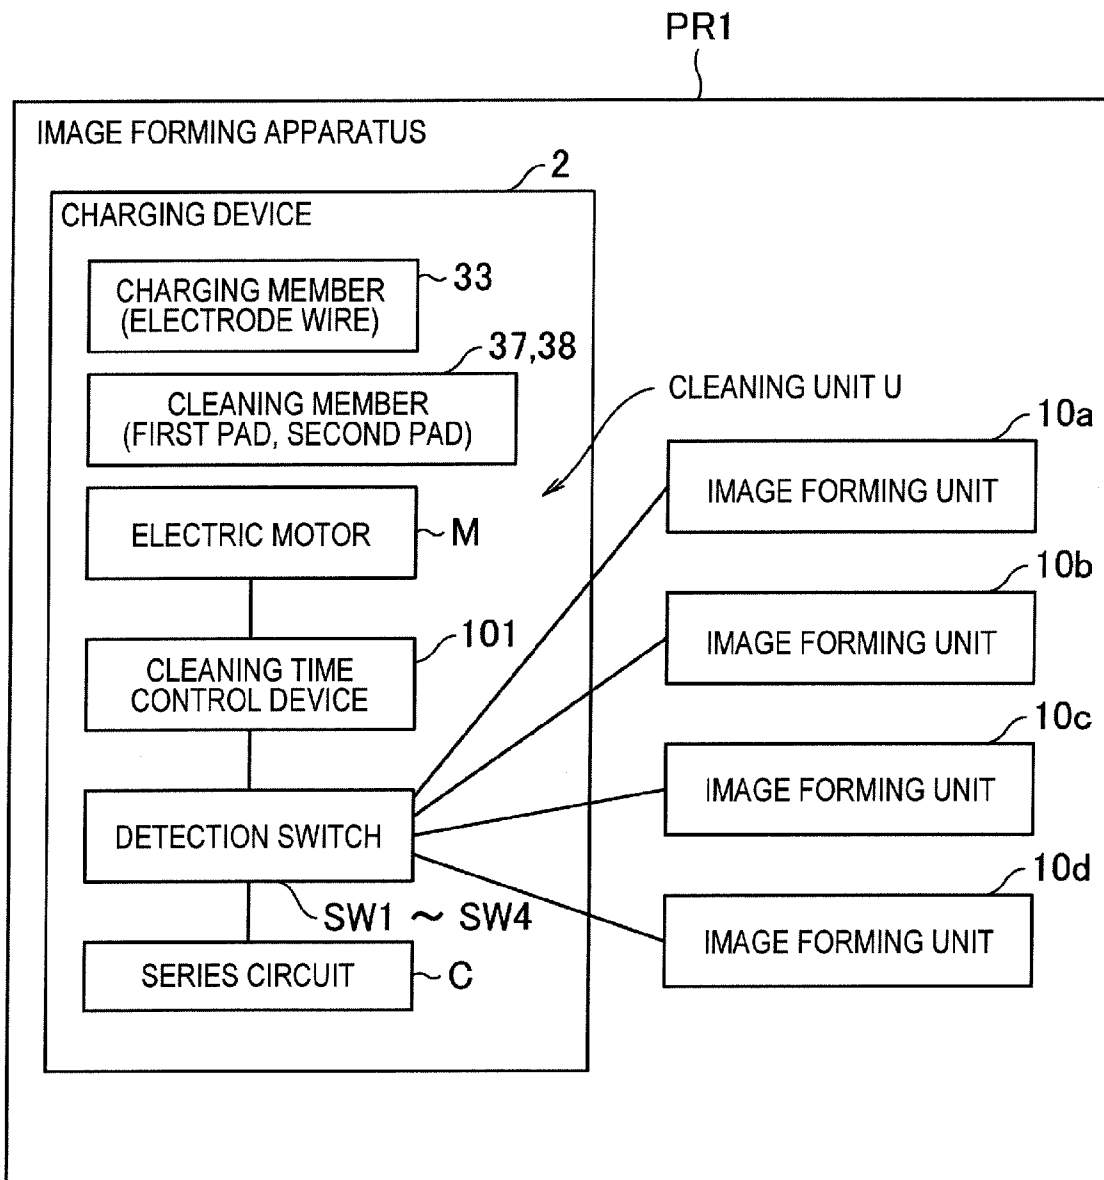 PR1
IMAGE FORMING APPARATUS
2
CHARGING DEVICE
CHARGING MEMBER
(ELECTRODE WIRE)
33
37,38
CLEANING MEMBER
(FIRST PAD, SECOND PAD)
CLEANING UNIT U
10a
IMAGE FORMING UNIT
ELECTRIC MOTOR
M
10b
IMAGE FORMING UNIT
101
CLEANING TIME
CONTROL DEVICE
10c
IMAGE FORMING UNIT
DETECTION SWITCH
SW1 ~ SW4
10d
IMAGE FORMING UNIT
SERIES CIRCUIT
C